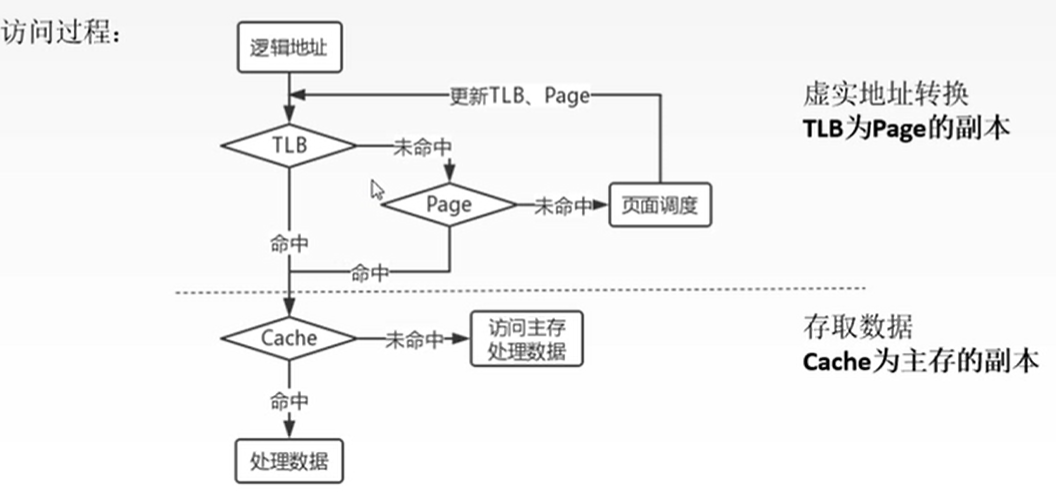 访问过程：
逻辑地址
更新TLB、Page
虚实地址转换
TLB为Page的副本
TLB
未命中
Page
未命中
页面调度
命中
命中
Cache
未命中
访问主存
处理数据
存取数据
Cache为主存的副本
命中
处理数据